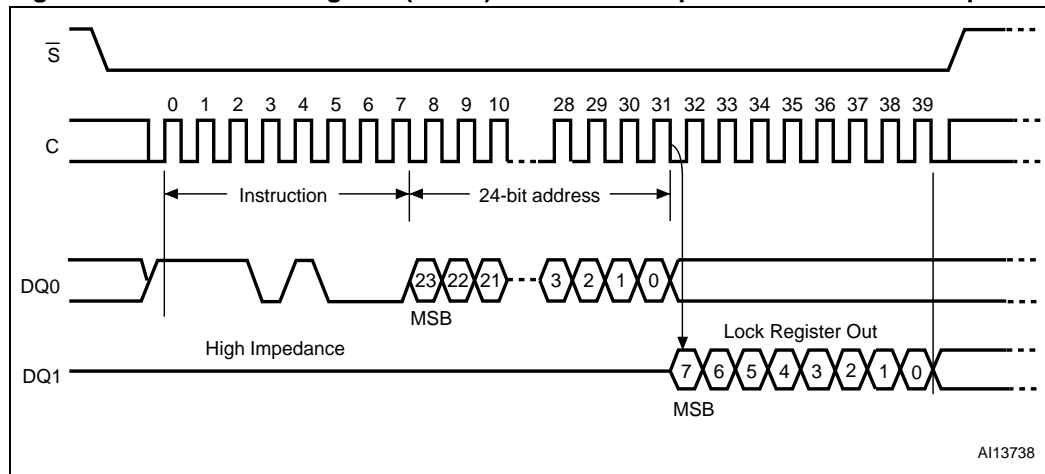 S
0 1 2 3 4 5 6 7 8 9 10 28 29 30 31 32 33 34 35 36 37 38 39
C
Instruction 24-bit address
DQ0 23 22 21 3 2 1 0
MSB
High Impedance Lock Register Out
DQ1 7 6 5 4 3 2 1 0
MSB
AI13738